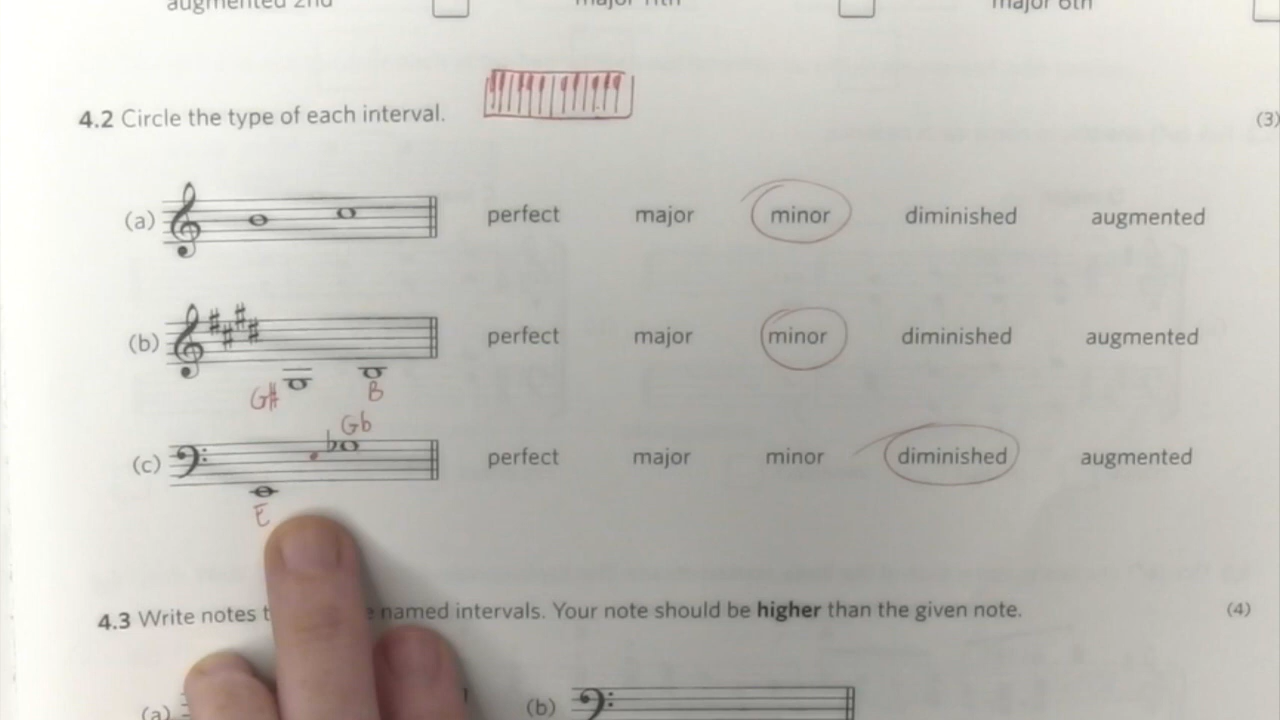 augmented 2nd major 11th major 6th
4.2 Circle the type of each interval. (3)
(a) perfect major minor diminished augmented
(b) perfect major minor diminished augmented
G# B
Gb
(c) perfect major minor diminished augmented
E
4.3 Write notes named intervals. Your note should be higher than the given note. (4)
(a) (b)